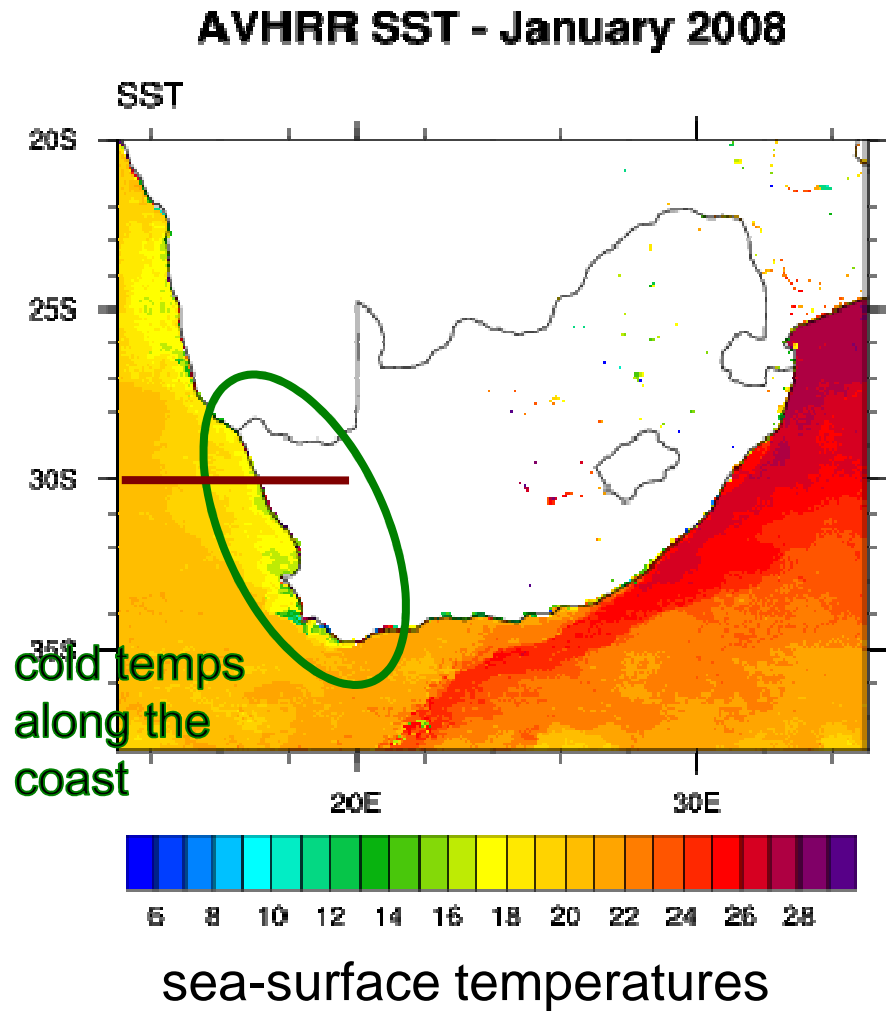 AVHRR SST - January 2008
SST
20S
25S
30S
35S
cold temps
along the
coast
20E 30E
6 8 10 12 14 16 18 20 22 24 26 28
sea-surface temperatures